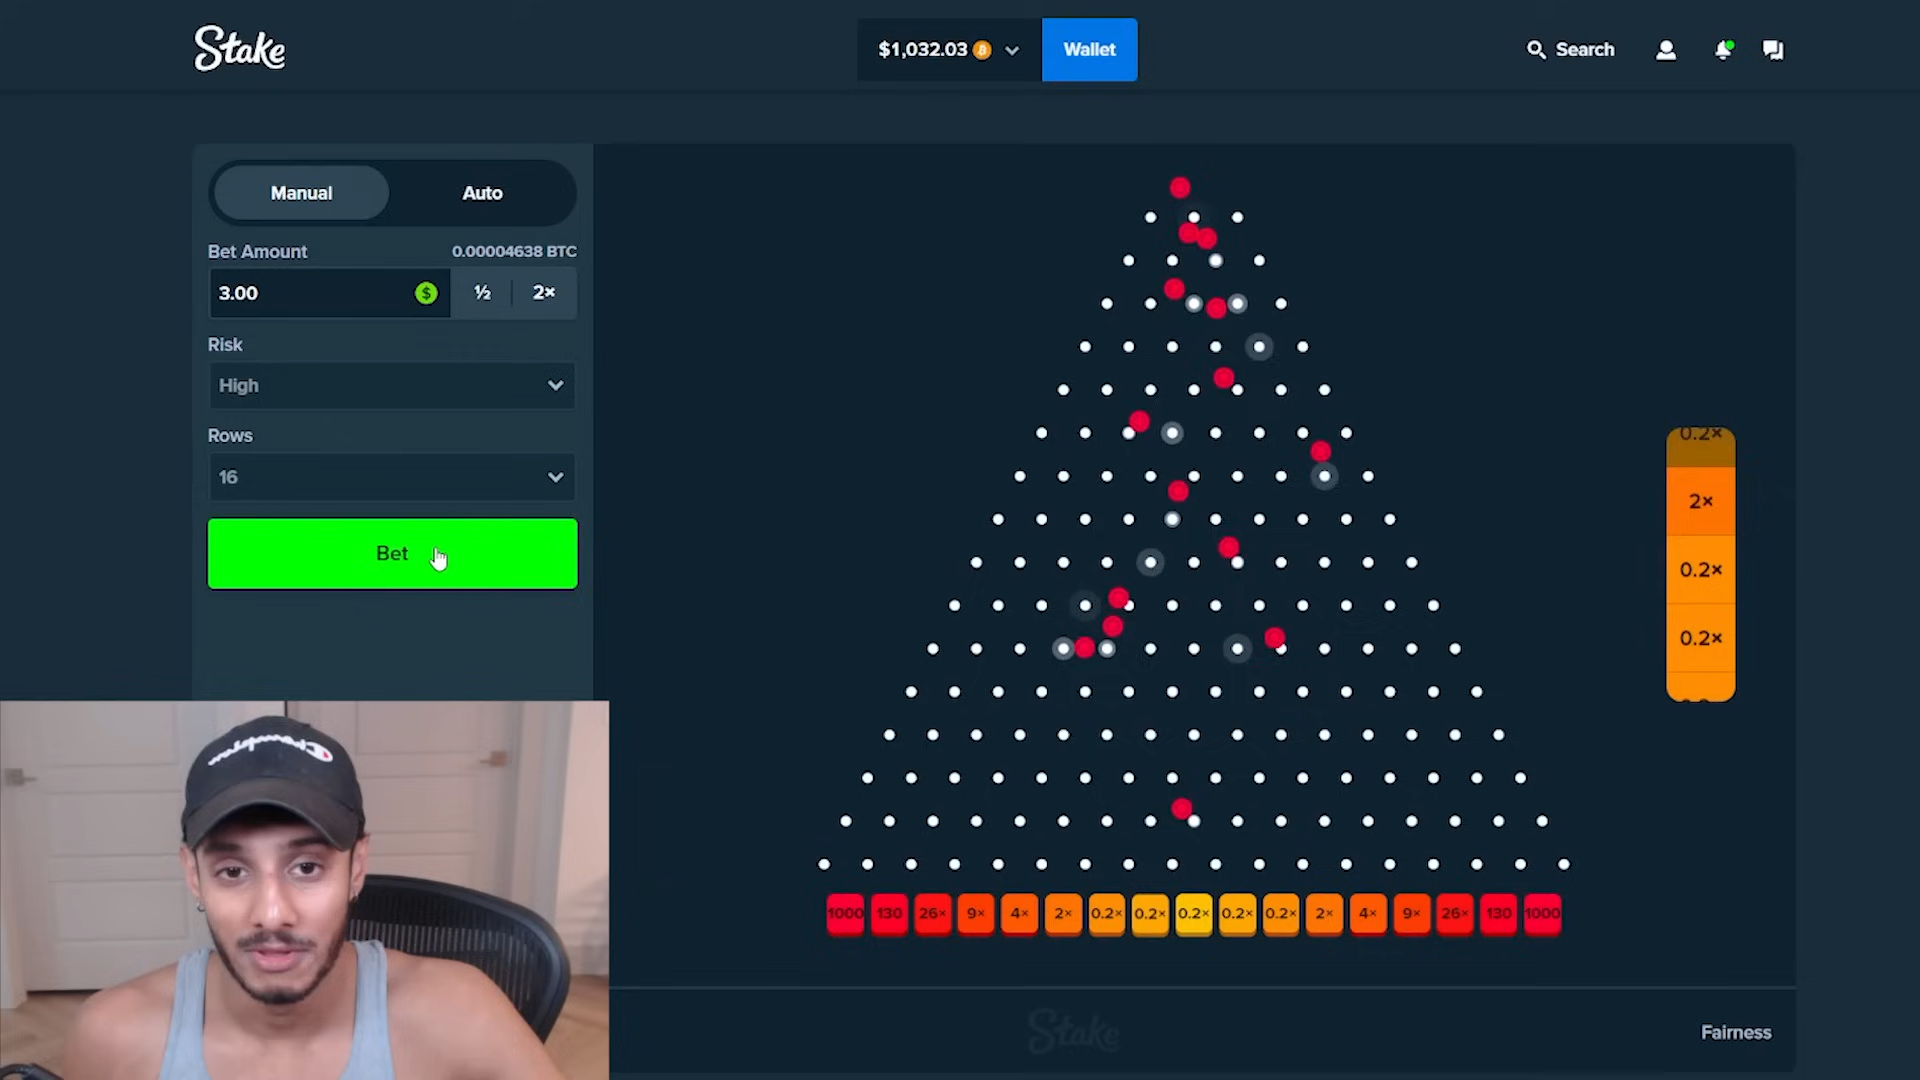 Stake
$1,032.03
Wallet
Search
Manual
Auto
Bet Amount
0.00004638 BTC
3.00
$
½
2×
Risk
High
Rows
16
Bet
0.2×
2×
0.2×
0.2×
1000 130 26× 9× 4× 2× 0.2× 0.2× 0.2× 0.2× 0.2× 2× 4× 9× 26× 130 1000
Champion
Stake
Fairness